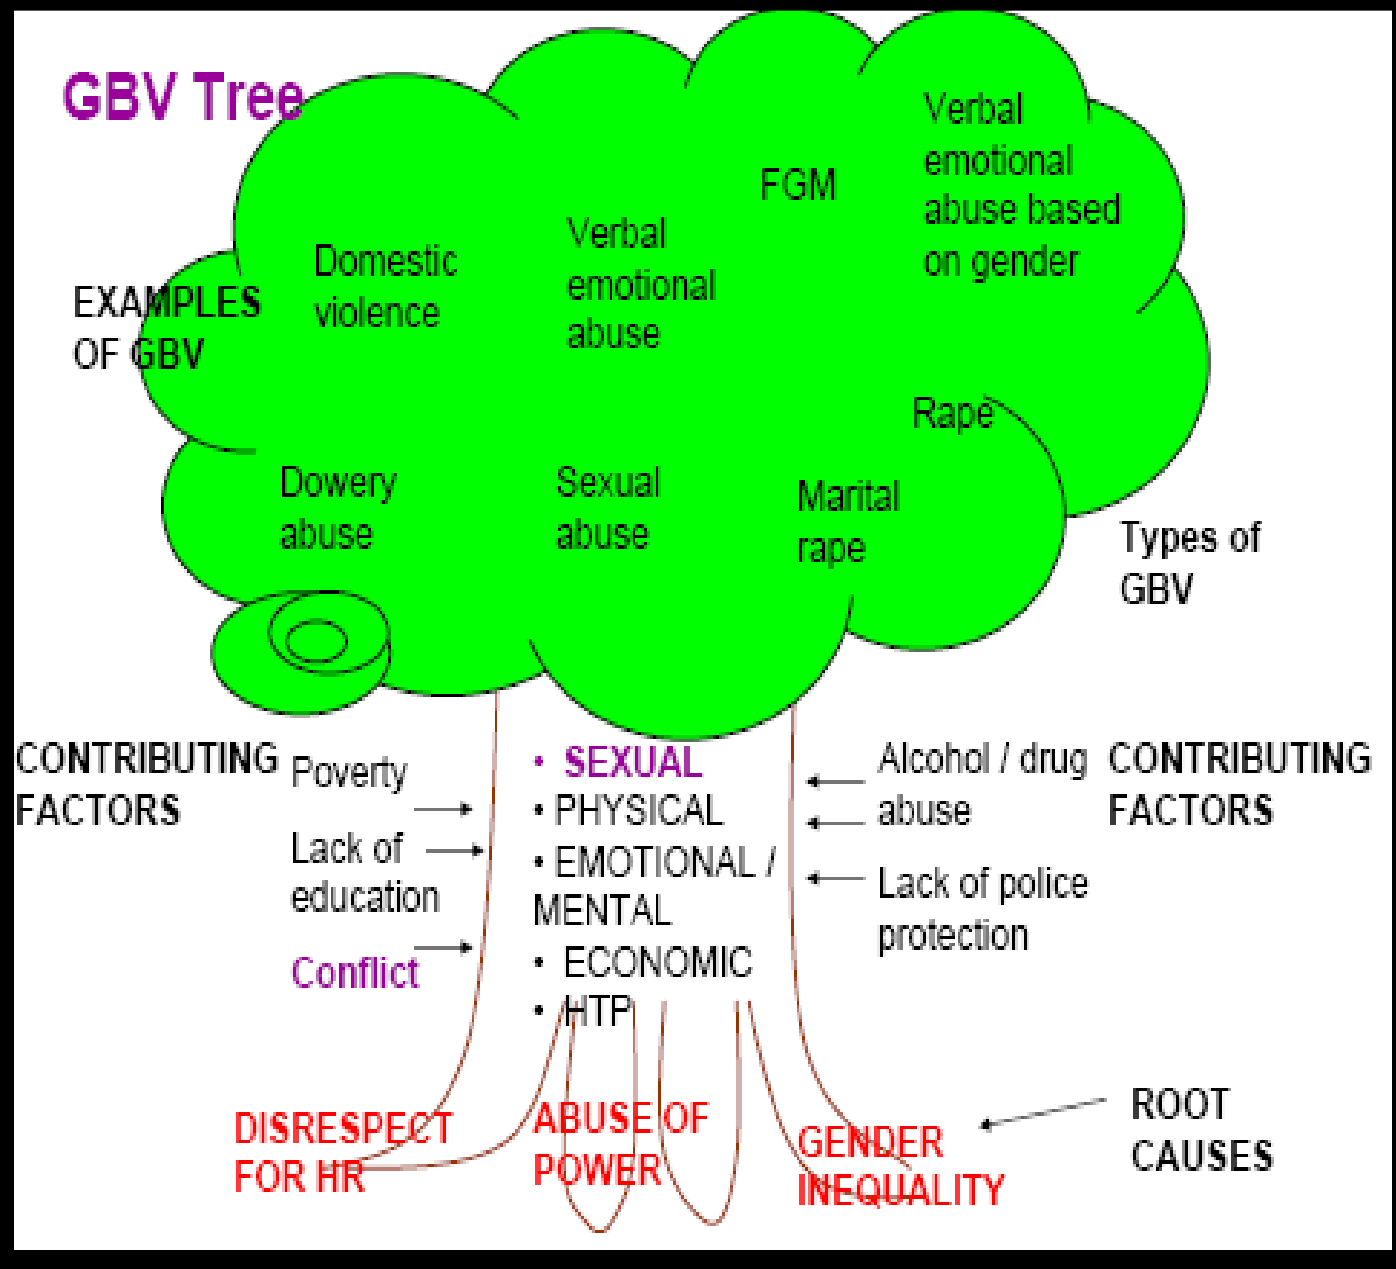 GBV Tree
Verbal
emotional
abuse based
on gender
FGM
Verbal
emotional
abuse
Domestic
violence
EXAMPLES
OF GBV
Rape
Dowery
abuse
Sexual
abuse
Marital
rape
Types of
GBV
CONTRIBUTING
FACTORS
Poverty
Lack of
education
Conflict
• SEXUAL
• PHYSICAL
• EMOTIONAL /
MENTAL
• ECONOMIC
• HTP
Alcohol / drug
abuse
Lack of police
protection
CONTRIBUTING
FACTORS
DISRESPECT
FOR HR
ABUSE OF
POWER
GENDER
INEQUALITY
ROOT
CAUSES